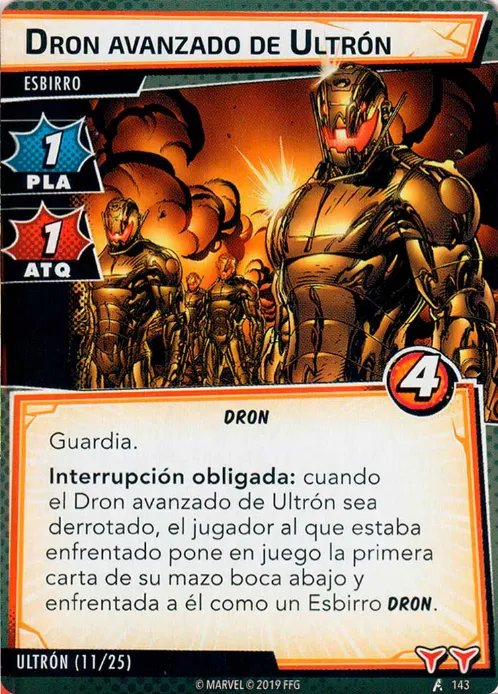 DRON AVANZADO DE ULTRÓN
ESBIRRO
1
PLA
1
ATQ
4
DRON
Guardia.
Interrupción obligada: cuando
el Dron avanzado de Ultrón sea
derrotado, el jugador al que estaba
enfrentado pone en juego la primera
carta de su mazo boca abajo y
enfrentada a él como un Esbirro DRON.
ULTRÓN (11/25)
© MARVEL © 2019 FFG
143